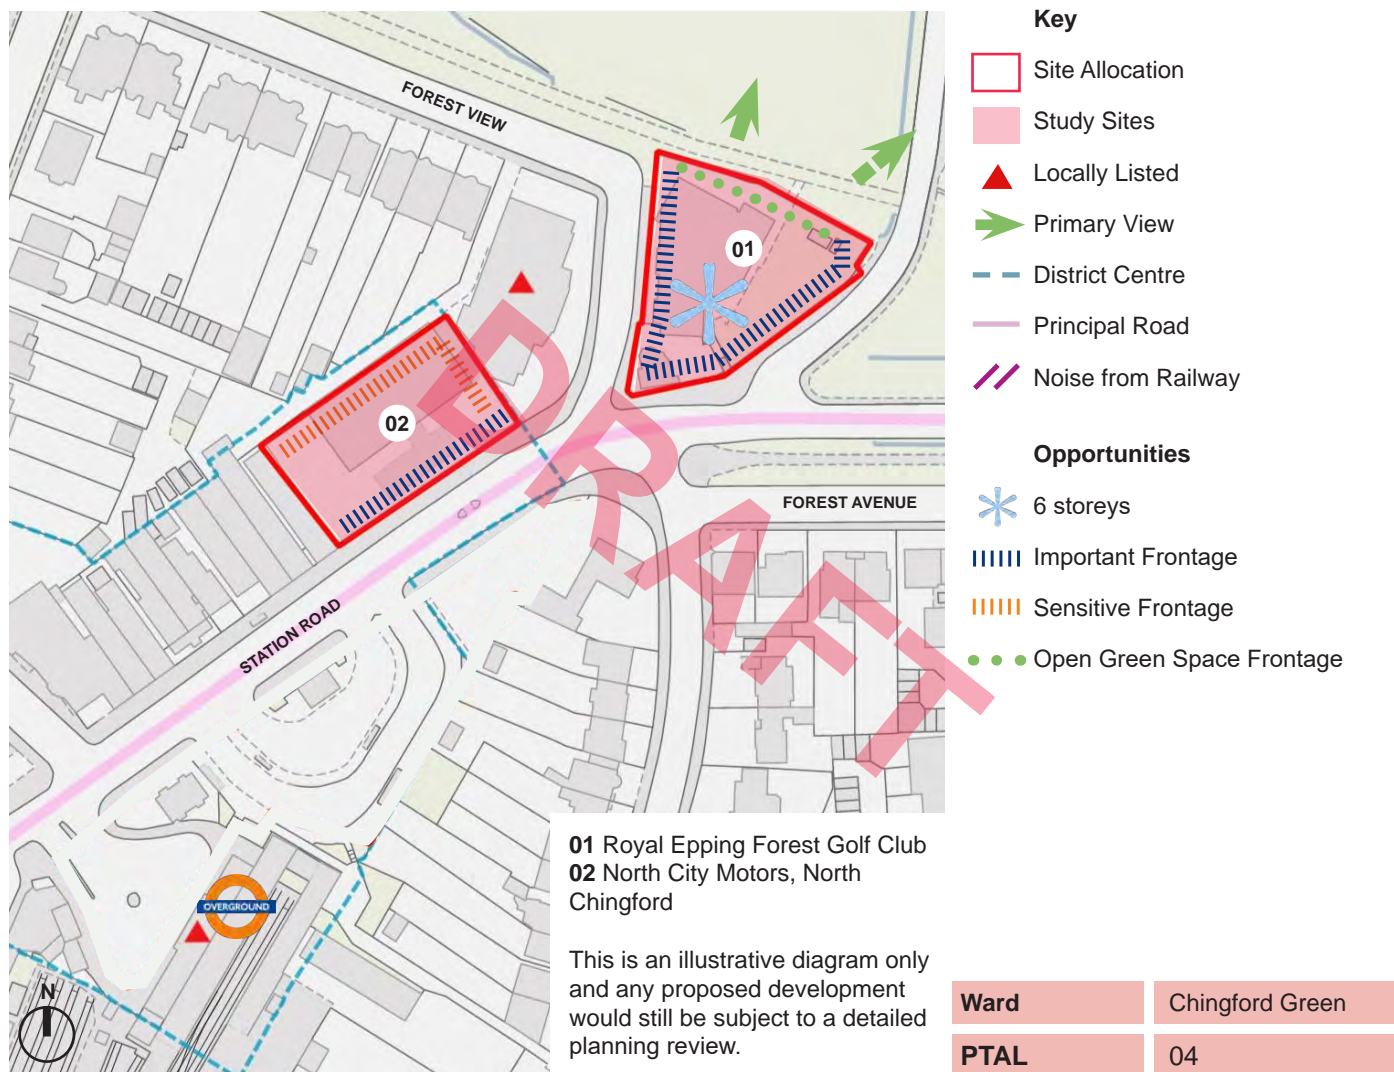 FOREST VIEW
01
02
FOREST AVENUE
STATION ROAD
OVERGROUND
N
DRAFT
01 Royal Epping Forest Golf Club
02 North City Motors, North
Chingford
This is an illustrative diagram only
and any proposed development
would still be subject to a detailed
planning review.
Key
Site Allocation
Study Sites
Locally Listed
Primary View
District Centre
Principal Road
Noise from Railway
Opportunities
6 storeys
Important Frontage
Sensitive Frontage
Open Green Space Frontage
Ward Chingford Green
PTAL 04